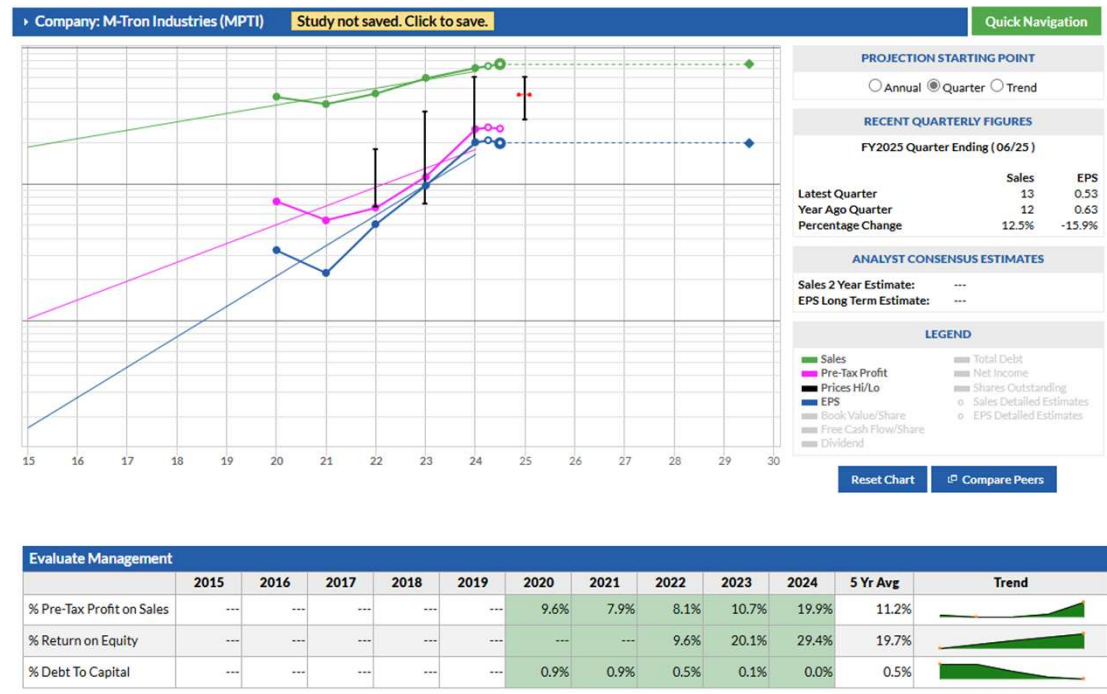 Company: M-Tron Industries (MPTI)
Study not saved. Click to save.
Quick Navigation
PROJECTION STARTING POINT
Annual Quarter Trend
RECENT QUARTERLY FIGURES
FY2025 Quarter Ending (06/25)
Sales EPS
Latest Quarter 13 0.53
Year Ago Quarter 12 0.63
Percentage Change 12.5% -15.9%
ANALYST CONSENSUS ESTIMATES
Sales 2 Year Estimate: ---
EPS Long Term Estimate: ---
LEGEND
Sales Total Debt
Pre-Tax Profit Net Income
Prices Hi/Lo Shares Outstanding
EPS Sales Detailed Estimates
Book Value/Share EPS Detailed Estimates
Free Cash Flow/Share
Dividend
15 16 17 18 19 20 21 22 23 24 25 26 27 28 29 30
Reset Chart Compare Peers
Evaluate Management
2015 2016 2017 2018 2019 2020 2021 2022 2023 2024 5 Yr Avg Trend
% Pre-Tax Profit on Sales --- --- --- --- --- 9.6% 7.9% 8.1% 10.7% 19.9% 11.2%
% Return on Equity --- --- --- --- --- --- --- 9.6% 20.1% 29.4% 19.7%
% Debt To Capital --- --- --- --- --- 0.9% 0.9% 0.5% 0.1% 0.0% 0.5%